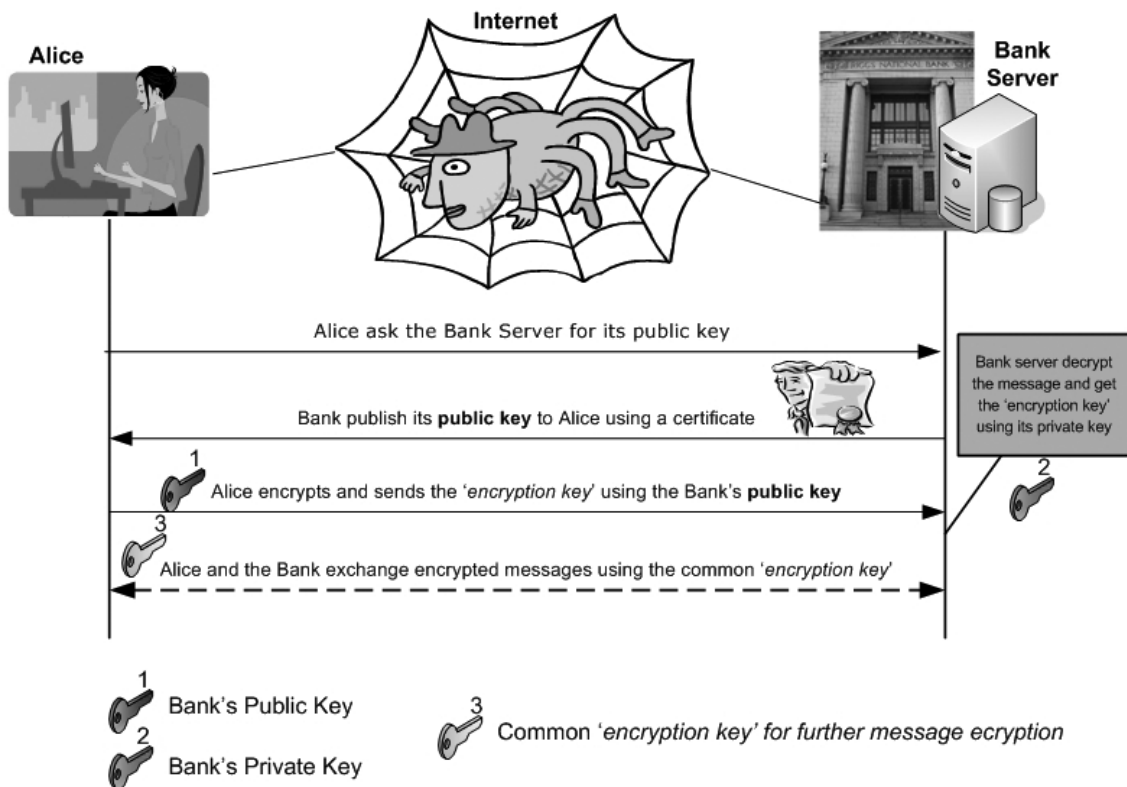 Internet
Alice
Bank
Server
RIGGS NATIONAL BANK
Alice ask the Bank Server for its public key
Bank server decrypt
the message and get
the 'encryption key'
using its private key
Bank publish its public key to Alice using a certificate
1
2
Alice encrypts and sends the 'encryption key' using the Bank's public key
3
Alice and the Bank exchange encrypted messages using the common 'encryption key'
1
Bank's Public Key
3
Common 'encryption key' for further message ecryption
2
Bank's Private Key